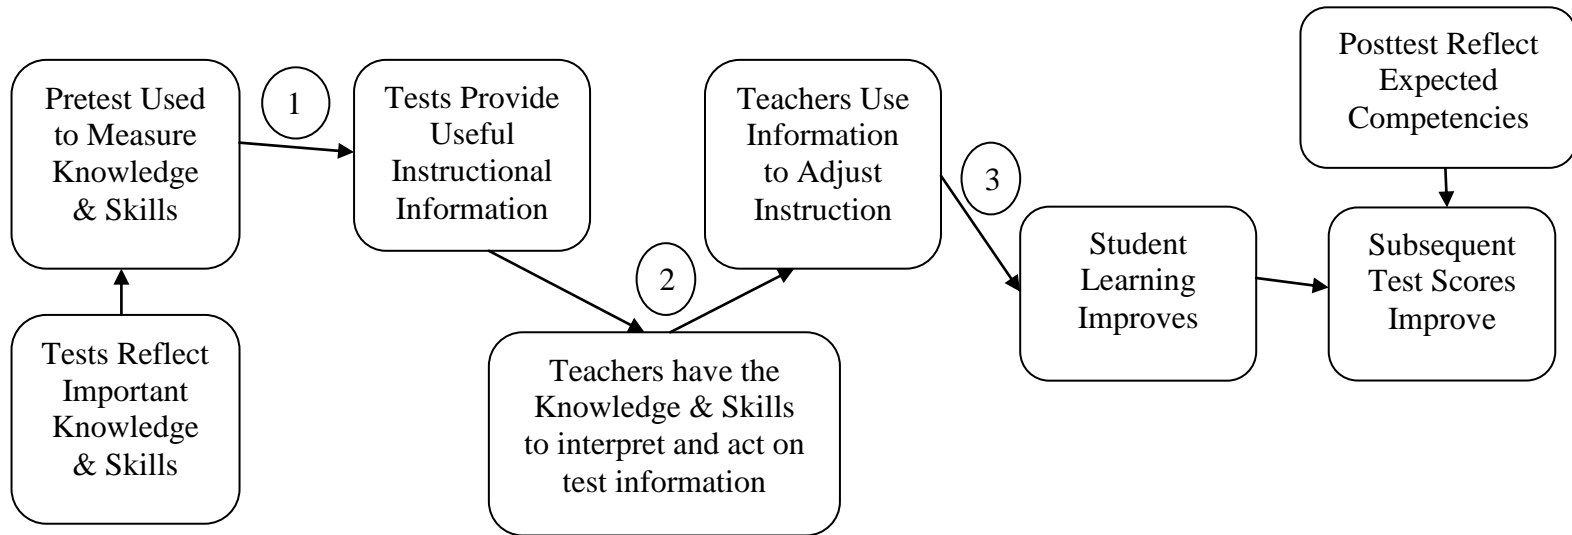 Pretest Used
to Measure
Knowledge
& Skills
1
Tests Provide
Useful
Instructional
Information
Teachers Use
Information
to Adjust
Instruction
3
Posttest Reflect
Expected
Competencies
2
Student
Learning
Improves
Subsequent
Test Scores
Improve
Tests Reflect
Important
Knowledge
& Skills
Teachers have the
Knowledge & Skills
to interpret and act on
test information